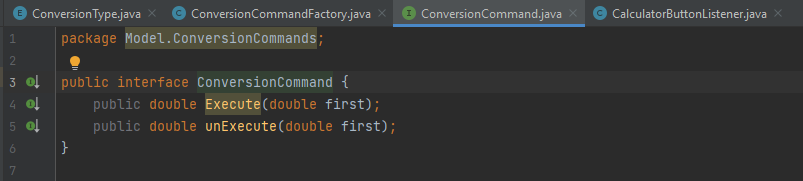 ConversionType.java ConversionCommandFactory.java ConversionCommand.java CalculatorButtonListener.java
1 package Model.ConversionCommands;
2
3 public interface ConversionCommand {
4     public double Execute(double first);
5     public double unExecute(double first);
6 }
7